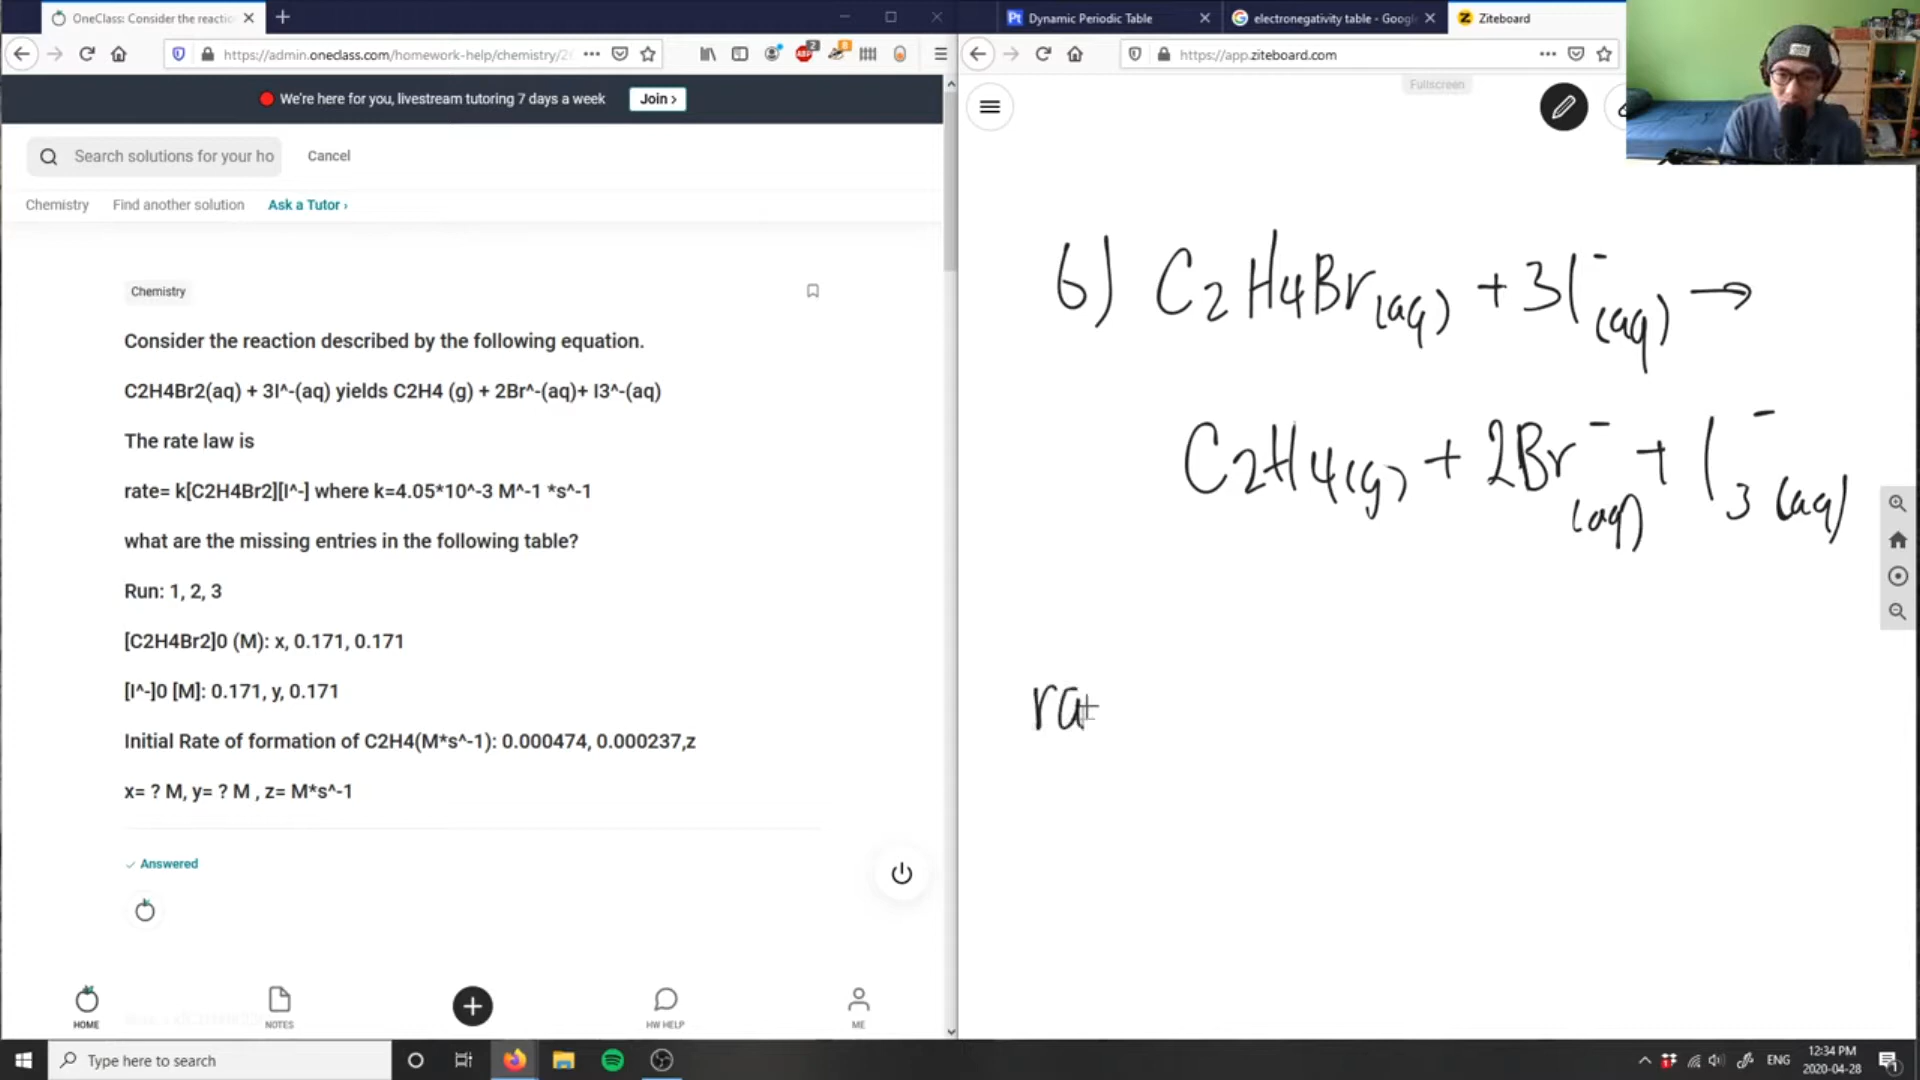 OneClass: Consider the reactio
Dynamic Periodic Table
electronegativity table - Googl
Ziteboard
https://admin.oneclass.com/homework-help/chemistry/2
https://app.ziteboard.com
We're here for you, livestream tutoring 7 days a week
Join ›
Fullscreen
Search solutions for your ho
Cancel
Chemistry
Find another solution
Ask a Tutor ›
Chemistry
Consider the reaction described by the following equation.
C2H4Br2(aq) + 3I^-(aq) yields C2H4 (g) + 2Br^-(aq)+ I3^-(aq)
The rate law is
rate= k[C2H4Br2][I^-] where k=4.05*10^-3 M^-1 *s^-1
what are the missing entries in the following table?
Run: 1, 2, 3
[C2H4Br2]0 (M): x, 0.171, 0.171
[I^-]0 [M]: 0.171, y, 0.171
Initial Rate of formation of C2H4(M*s^-1): 0.000474, 0.000237,z
x= ? M, y= ? M , z= M*s^-1
Answered
6) C2H4Br(aq) + 3I⁻(aq) →
C2H4(g) + 2Br⁻(aq) + I3⁻(aq)
ra
HOME
NOTES
HW HELP
ME
Type here to search
ENG
12:34 PM
2020-04-28